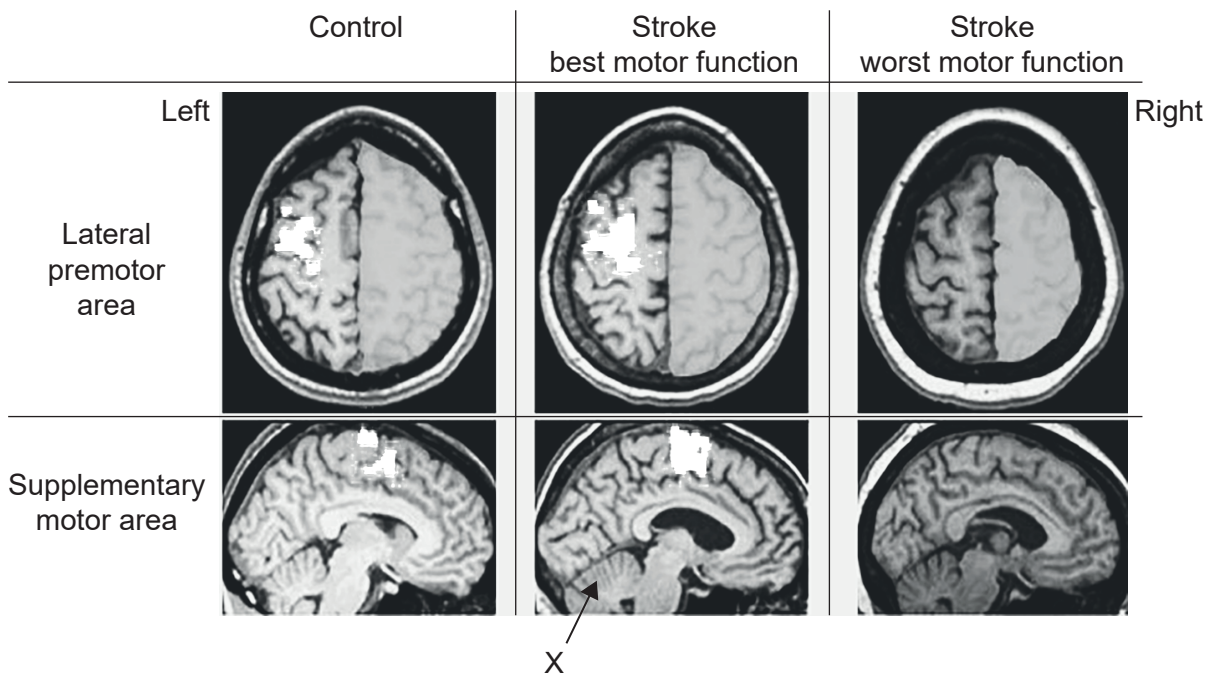 Control
Stroke
best motor function
Stroke
worst motor function
Left
Right
Lateral
premotor
area
Supplementary
motor area
X